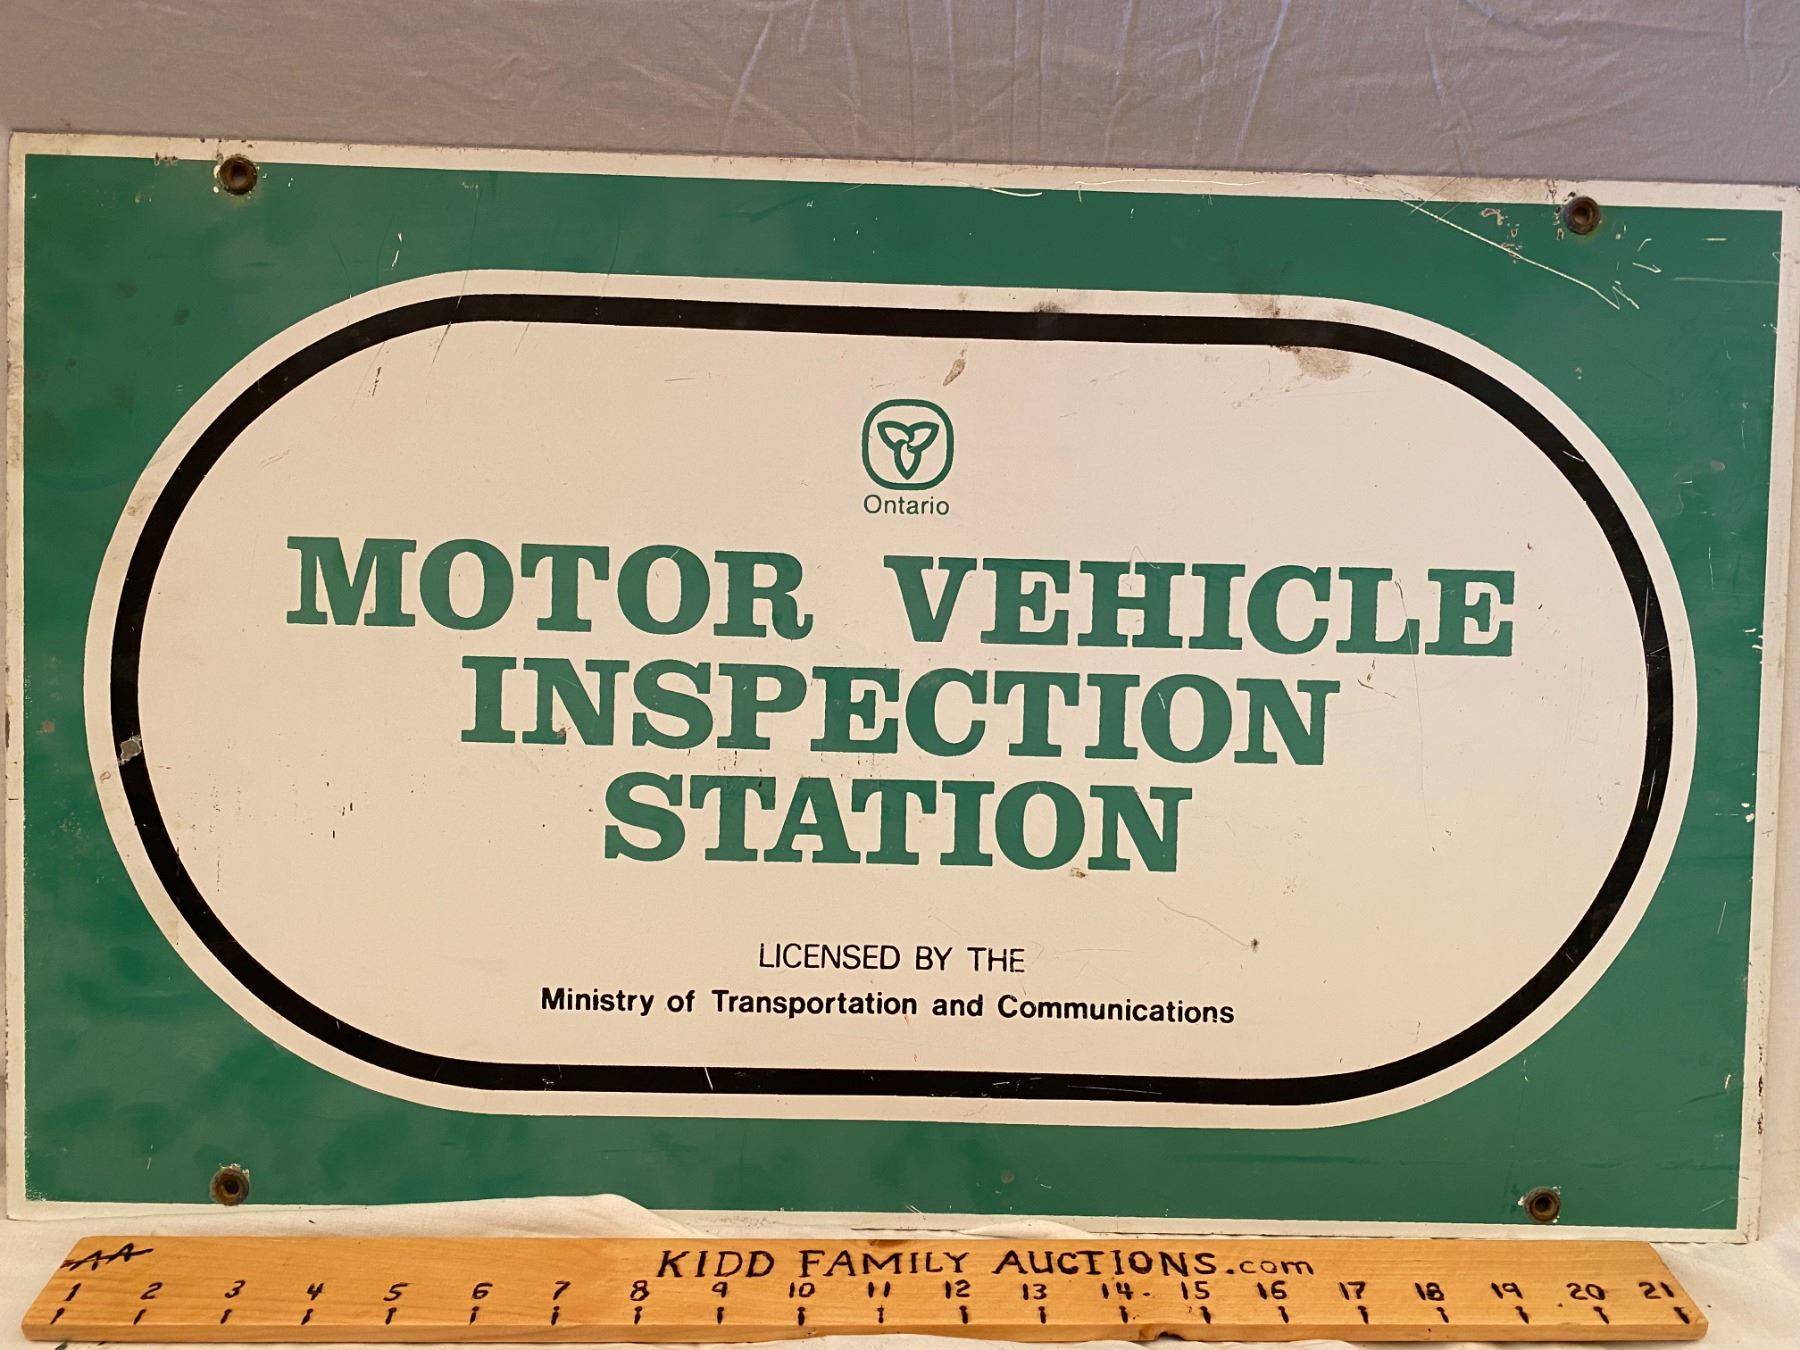 Ontario
MOTOR VEHICLE
INSPECTION
STATION
LICENSED BY THE
Ministry of Transportation and Communications
KIDD FAMILY AUCTIONS.com
1 2 3 4 5 6 7 8 9 10 11 12 13 14 15 16 17 18 19 20 21